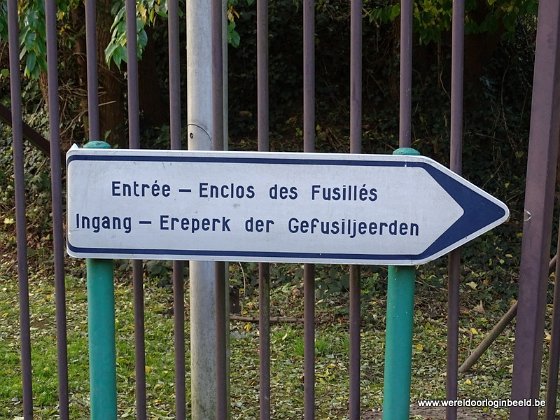 Entrée – Enclos des Fusillés
Ingang – Ereperk der Gefusiljeerden
www.wereldoorloginbeeld.be